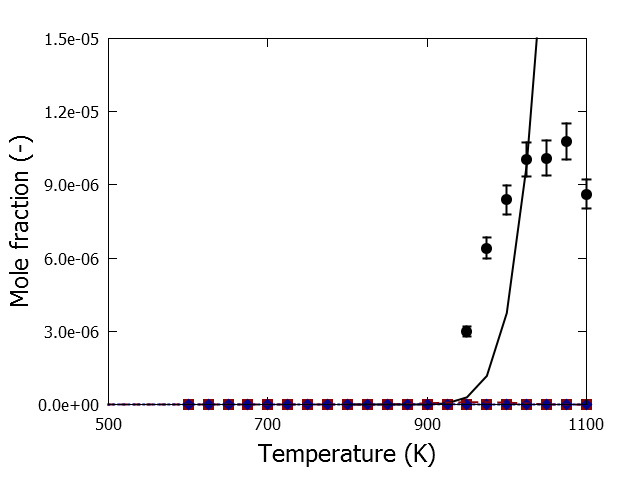 1.5e-05
1.2e-05
9.0e-06
6.0e-06
3.0e-06
0.0e+00
Mole fraction (-)
500 700 900 1100
Temperature (K)